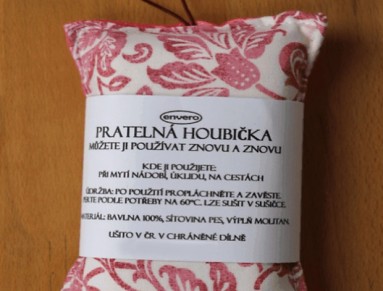 envero
PRATELNÁ HOUBIČKA
MŮŽETE JI POUŽÍVAT ZNOVU A ZNOVU
KDE JI POUŽIJETE:
PŘI MYTÍ NÁDOBÍ, ÚKLIDU, NA CESTÁCH
ÚDRŽBA: PO POUŽITÍ PROPLÁCHNĚTE A ZAVĚSTE.
PERTE PODLE POTŘEBY NA 60°C. LZE SUŠIT V SUŠIČCE.
MATERIÁL: BAVLNA 100%, SÍŤOVINA PES, VÝPLŇ MOLITAN.
UŠITO V ČR V CHRÁNĚNÉ DÍLNĚ